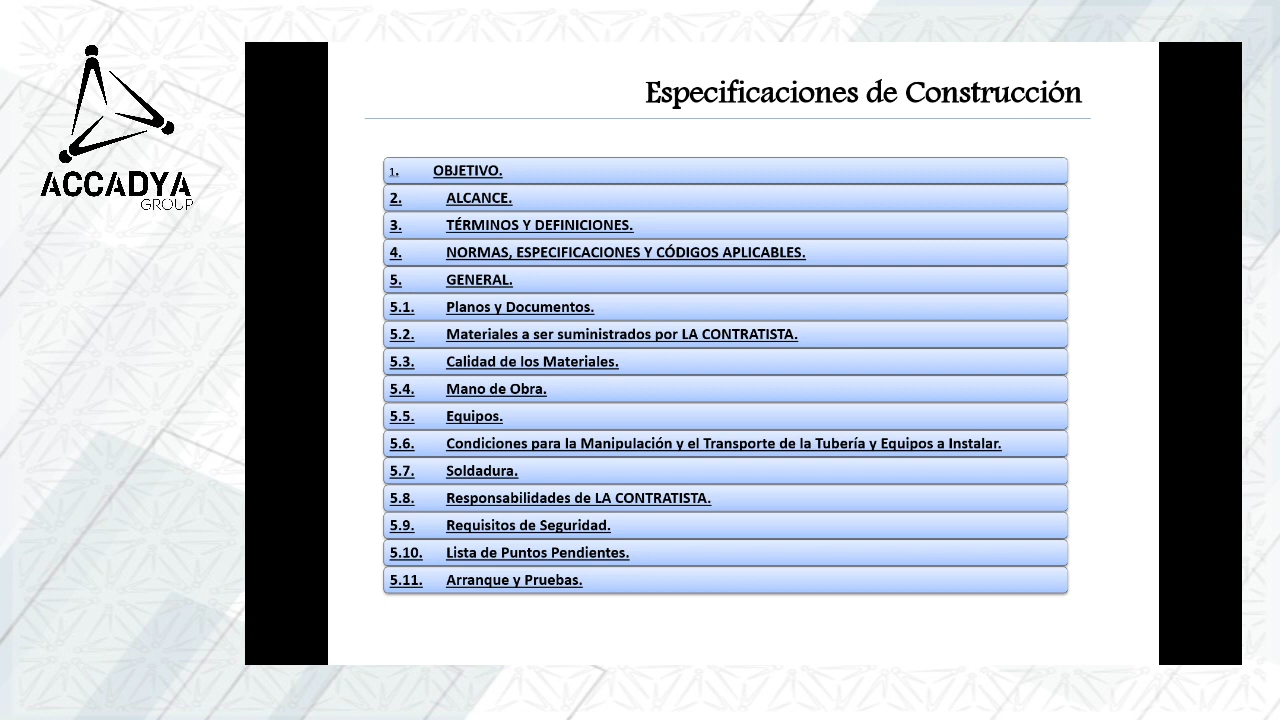 ACCADYA
GROUP
Especificaciones de Construcción
1. OBJETIVO.
2. ALCANCE.
3. TÉRMINOS Y DEFINICIONES.
4. NORMAS, ESPECIFICACIONES Y CÓDIGOS APLICABLES.
5. GENERAL.
5.1. Planos y Documentos.
5.2. Materiales a ser suministrados por LA CONTRATISTA.
5.3. Calidad de los Materiales.
5.4. Mano de Obra.
5.5. Equipos.
5.6. Condiciones para la Manipulación y el Transporte de la Tubería y Equipos a Instalar.
5.7. Soldadura.
5.8. Responsabilidades de LA CONTRATISTA.
5.9. Requisitos de Seguridad.
5.10. Lista de Puntos Pendientes.
5.11. Arranque y Pruebas.